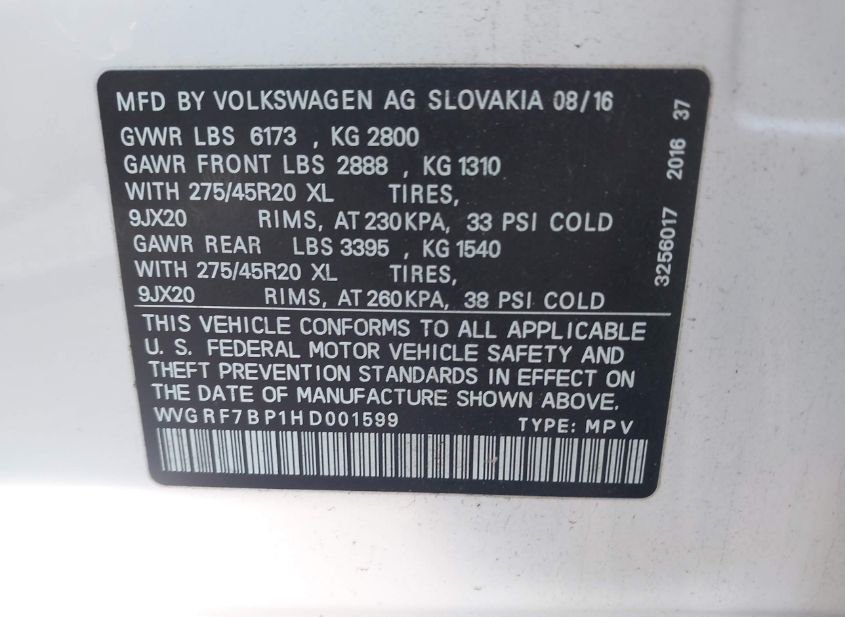 MFD BY VOLKSWAGEN AG SLOVAKIA 08/16
GVWR LBS 6173 , KG 2800
GAWR FRONT LBS 2888 , KG 1310
WITH 275/45R20 XL TIRES,
9JX20 RIMS, AT 230KPA, 33 PSI COLD
GAWR REAR LBS 3395 , KG 1540
WITH 275/45R20 XL TIRES,
9JX20 RIMS, AT 260KPA, 38 PSI COLD
THIS VEHICLE CONFORMS TO ALL APPLICABLE
U. S. FEDERAL MOTOR VEHICLE SAFETY AND
THEFT PREVENTION STANDARDS IN EFFECT ON
THE DATE OF MANUFACTURE SHOWN ABOVE.
WVGRF7BP1HD001599 TYPE: MPV
3256017 2016 37